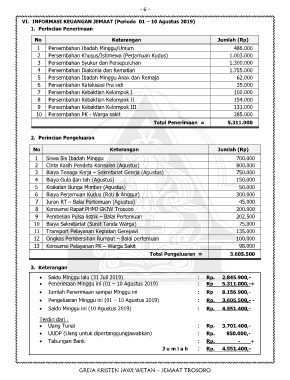 - 6 -
VI. INFORMASI KEUANGAN JEMAAT (Periode 01 – 10 Agustus 2019)
1. Perincian Penerimaan
No Keterangan Jumlah (Rp)
1 Persembahan Ibadah Minggu/Umum 486.000
2 Persembahan Khusus/Istimewa (Perjamuan Kudus) 1.003.000
3 Persembahan Syukur dan Persepuluhan 1.300.000
4 Persembahan Diakonia dan Kematian 1.755.000
5 Persembahan Ibadah Minggu Anak dan Remaja 62.000
6 Persembahan Katekisasi Pra sidi 35.000
7 Persembahan Kebaktian Kelompok I 100.000
8 Persembahan Kebaktian Kelompok II 154.000
9 Persembahan Kebaktian Kelompok III 131.000
10 Persembahan PK - Warga sakit 285.000
Total Penerimaan = 5.311.000
2. Perincian Pengeluaran
No Keterangan Jumlah (Rp)
1 Sewa Bis (Ibadah Minggu) 700.000
2 Cinta Kasih Pendeta Konsulen (Agustus) 800.000
3 Biaya Tenaga Kerja – Sekretariat Gereja (Agustus) 750.000
4 Biaya Gula dan teh (Agustus) 150.000
5 Krakalan Bunga Mimbar (Agustus) 50.000
6 Biaya Perjamuan Kudus (Roti & Anggur) 300.000
7 Iuran RT – Balai Pertemuan (Agustus) 45.000
8 Konsumsi Rapat PHMJ GKJW Trosobo 200.000
9 Pembelian Pulsa listrik – Balai Pertemuan 202.500
10 Biaya Sekretariat (Surat Tanda Warga) 75.000
11 Transport Pelayanan Kegiatan Gerejawi 135.000
12 Ongkos Pembersihan Rumput – Balai pertemuan 100.000
13 Konsumsi Pelayanan PK – Warga Sakit 98.000
Total Pengeluaran = 3.605.500
3. Keterangan
Saldo Minggu lalu (31 Juli 2019) : Rp 2.845.900,-
Penerimaan Minggu ini (01 – 10 Agustus 2019) : Rp 5.311.000,-+
Jumlah Penerimaan sampai Minggu ini : Rp 8.156.900,-
Pengeluaran Minggu ini (01 – 10 Agustus 2019) : Rp 3.605.500,- -
Saldo Minggu ini (10 Agustus 2019) : Rp 4.551.400,-
Terdiri dari :
Uang Tunai : Rp. 3.701.400,-
UUDP (Uang untuk dipertanggungjawabkan) : Rp. 850.000,-
Tabungan Bank : Rp. - +
J u m l a h : Rp. 4.551.400,-
GREJA KRISTEN JAWI WETAN – JEMAAT TROSOBO